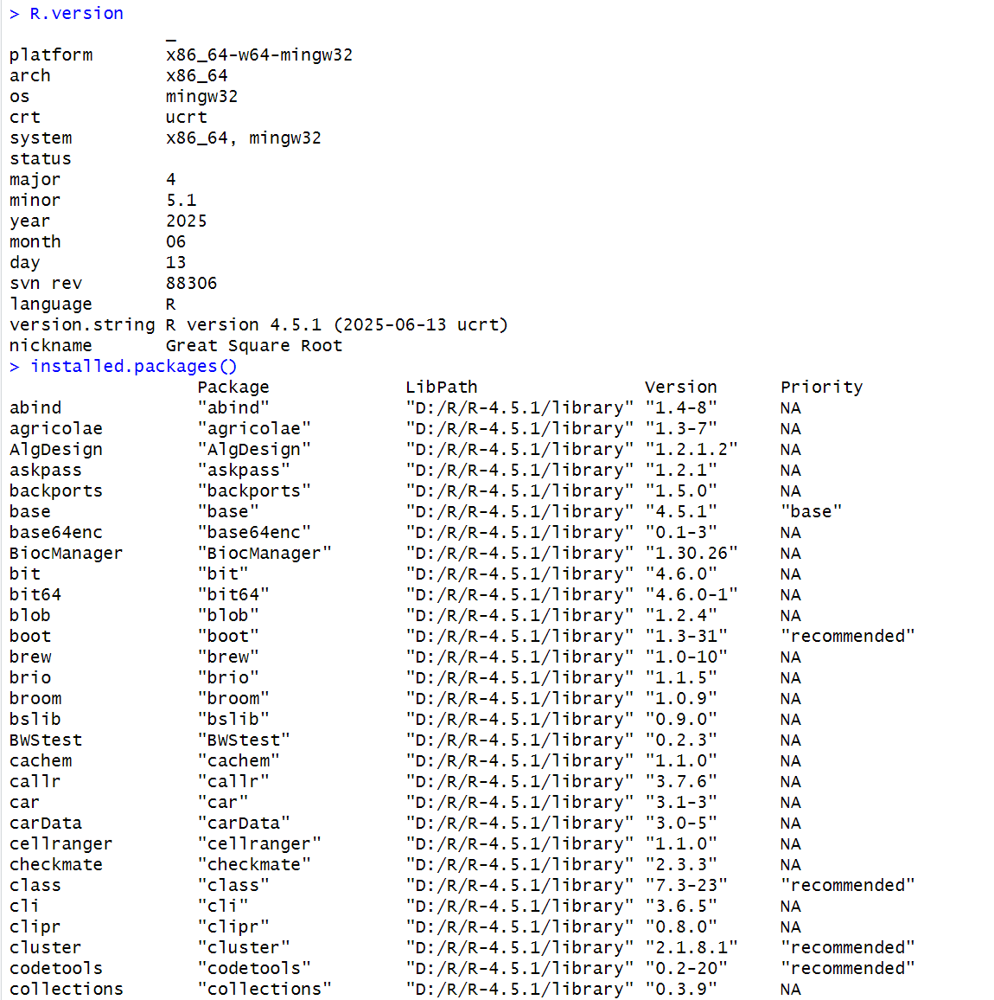 > R.version
_
platform       x86_64-w64-mingw32
arch           x86_64
os             mingw32
crt            ucrt
system         x86_64, mingw32
status
major          4
minor          5.1
year           2025
month          06
day            13
svn rev        88306
language       R
version.string R version 4.5.1 (2025-06-13 ucrt)
nickname       Great Square Root
> installed.packages()
Package LibPath Version Priority
abind "abind" "D:/R/R-4.5.1/library" "1.4-8" NA
agricolae "agricolae" "D:/R/R-4.5.1/library" "1.3-7" NA
AlgDesign "AlgDesign" "D:/R/R-4.5.1/library" "1.2.1.2" NA
askpass "askpass" "D:/R/R-4.5.1/library" "1.2.1" NA
backports "backports" "D:/R/R-4.5.1/library" "1.5.0" NA
base "base" "D:/R/R-4.5.1/library" "4.5.1" "base"
base64enc "base64enc" "D:/R/R-4.5.1/library" "0.1-3" NA
BiocManager "BiocManager" "D:/R/R-4.5.1/library" "1.30.26" NA
bit "bit" "D:/R/R-4.5.1/library" "4.6.0" NA
bit64 "bit64" "D:/R/R-4.5.1/library" "4.6.0-1" NA
blob "blob" "D:/R/R-4.5.1/library" "1.2.4" NA
boot "boot" "D:/R/R-4.5.1/library" "1.3-31" "recommended"
brew "brew" "D:/R/R-4.5.1/library" "1.0-10" NA
brio "brio" "D:/R/R-4.5.1/library" "1.1.5" NA
broom "broom" "D:/R/R-4.5.1/library" "1.0.9" NA
bslib "bslib" "D:/R/R-4.5.1/library" "0.9.0" NA
BWStest "BWStest" "D:/R/R-4.5.1/library" "0.2.3" NA
cachem "cachem" "D:/R/R-4.5.1/library" "1.1.0" NA
callr "callr" "D:/R/R-4.5.1/library" "3.7.6" NA
car "car" "D:/R/R-4.5.1/library" "3.1-3" NA
carData "carData" "D:/R/R-4.5.1/library" "3.0-5" NA
cellranger "cellranger" "D:/R/R-4.5.1/library" "1.1.0" NA
checkmate "checkmate" "D:/R/R-4.5.1/library" "2.3.3" NA
class "class" "D:/R/R-4.5.1/library" "7.3-23" "recommended"
cli "cli" "D:/R/R-4.5.1/library" "3.6.5" NA
clipr "clipr" "D:/R/R-4.5.1/library" "0.8.0" NA
cluster "cluster" "D:/R/R-4.5.1/library" "2.1.8.1" "recommended"
codetools "codetools" "D:/R/R-4.5.1/library" "0.2-20" "recommended"
collections "collections" "D:/R/R-4.5.1/library" "0.3.9" NA